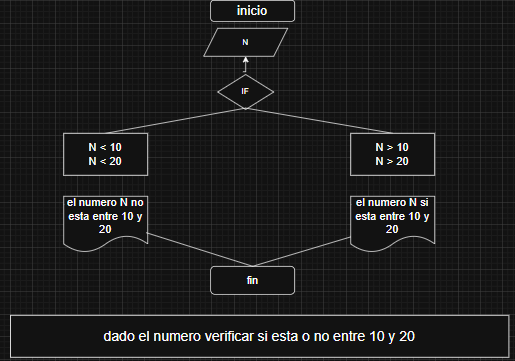 inicio
N
IF
N < 10
N < 20
N > 10
N > 20
el numero N no
esta entre 10 y
20
el numero N si
esta entre 10 y
20
fin
dado el numero verificar si esta o no entre 10 y 20